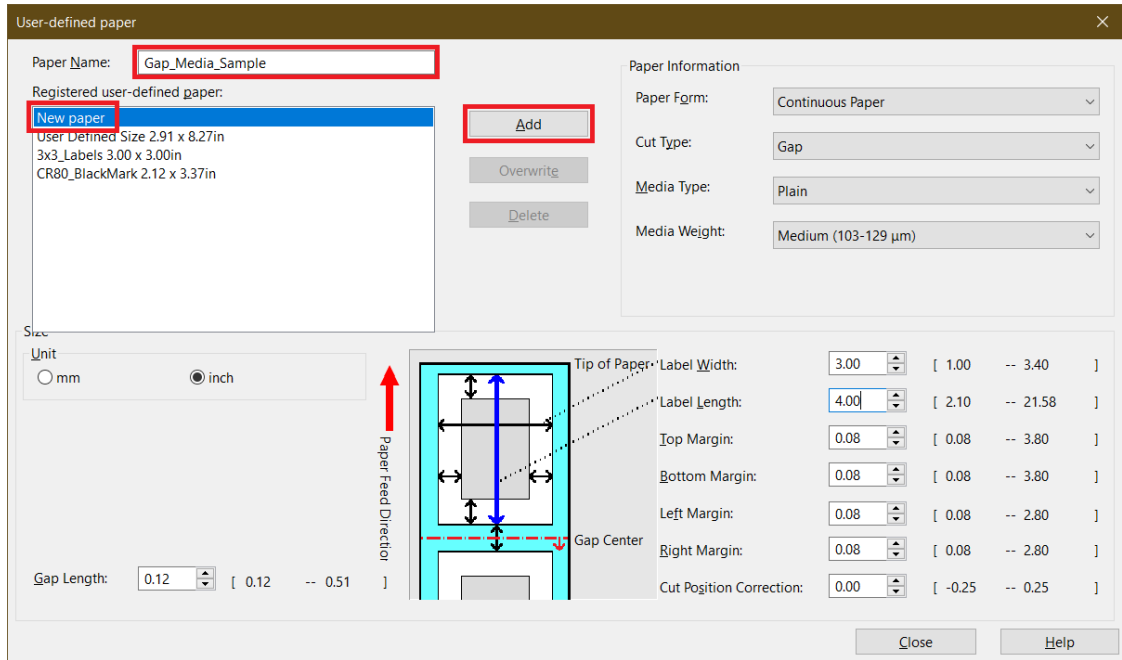 User-defined paper
Paper Name: Gap_Media_Sample
Registered user-defined paper:
New paper
User Defined Size 2.91 x 8.27in
3x3_Labels 3.00 x 3.00in
CR80_BlackMark 2.12 x 3.37in
Add
Overwrite
Delete
Paper Information
Paper Form: Continuous Paper
Cut Type: Gap
Media Type: Plain
Media Weight: Medium (103-129 µm)
Size
Unit
mm inch
Gap Length: 0.12 [ 0.12 -- 0.51 ]
Paper Feed Direction
Tip of Paper
Gap Center
Label Width: 3.00 [ 1.00 -- 3.40 ]
Label Length: 4.00 [ 2.10 -- 21.58 ]
Top Margin: 0.08 [ 0.08 -- 3.80 ]
Bottom Margin: 0.08 [ 0.08 -- 3.80 ]
Left Margin: 0.08 [ 0.08 -- 2.80 ]
Right Margin: 0.08 [ 0.08 -- 2.80 ]
Cut Position Correction: 0.00 [ -0.25 -- 0.25 ]
Close
Help